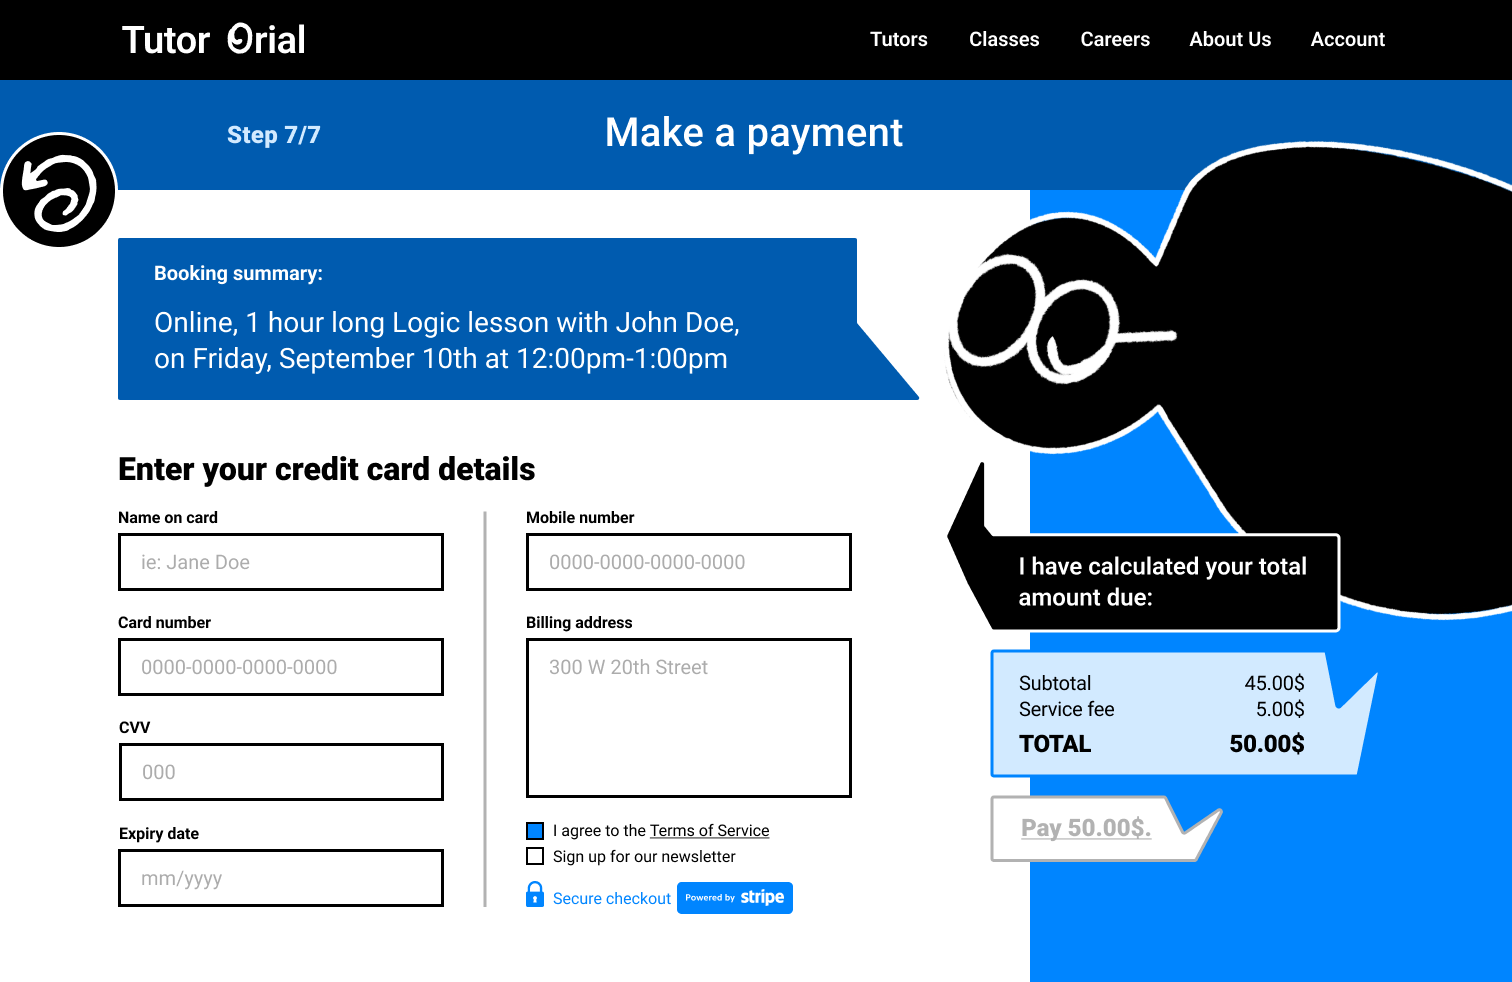 Tutor Orial
Tutors
Classes
Careers
About Us
Account
Step 7/7
Make a payment
Booking summary:
Online, 1 hour long Logic lesson with John Doe,
on Friday, September 10th at 12:00pm-1:00pm
Enter your credit card details
Name on card
ie: Jane Doe
Card number
0000-0000-0000-0000
CVV
000
Expiry date
mm/yyyy
Mobile number
0000-0000-0000-0000
Billing address
300 W 20th Street
I agree to the Terms of Service
Sign up for our newsletter
Secure checkout
Powered by stripe
I have calculated your total
amount due:
Subtotal 45.00$
Service fee 5.00$
TOTAL 50.00$
Pay 50.00$.